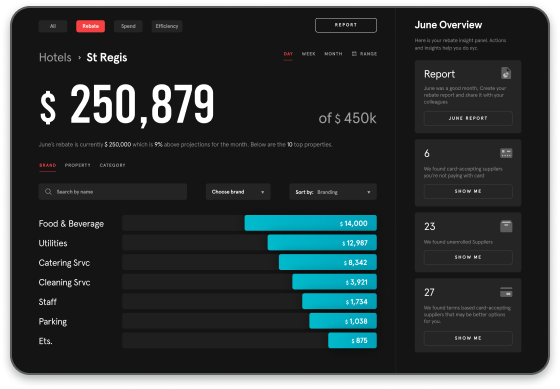 All
Rebate
Spend
Efficiency
REPORT
Hotels › St Regis
DAY WEEK MONTH RANGE
$ 250,879
of $ 450k
June's rebate is currently $ 250,000 which is 9% above projections for the month. Below are the 10 top properties.
BRAND PROPERTY CATEGORY
Search by name
Choose brand
Sort by: Branding
Food & Beverage $ 14,000
Utilities $ 12,987
Catering Srvc $ 8,342
Cleaning Srvc $ 3,921
Staff $ 1,734
Parking $ 1,038
Ets. $ 875
June Overview
Here is your rebate insight panel. Actions
and insights help you do xyz.
Report
June was a good month, Create your
rebate report and share it with your
colleagues
JUNE REPORT
6
We found card-accepting suppliers
you're not paying with card
SHOW ME
23
We found unenrolled Suppliers
SHOW ME
27
We found terms based card-accepting
suppliers that may be better options
for you.
SHOW ME